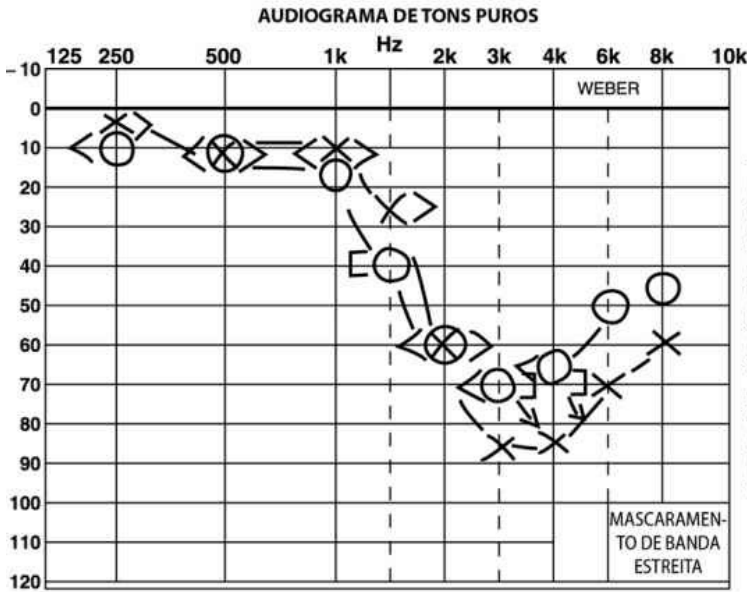 AUDIOGRAMA DE TONS PUROS
Hz
125 250 500 1k 2k 3k 4k 6k 8k 10k
– 10
WEBER
0
10
20
30
40
50
60
70
80
90
100
110
120
MASCARAMEN-
TO DE BANDA
ESTREITA